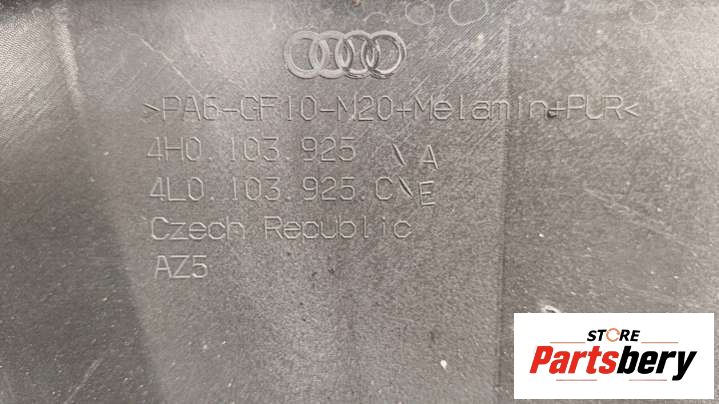 >PA6-GF10-M20+Melamin+PUR<
4H0.103.925 \ A
4L0.103.925.C\E
Czech Republic
AZ5
STORE
Partsbery